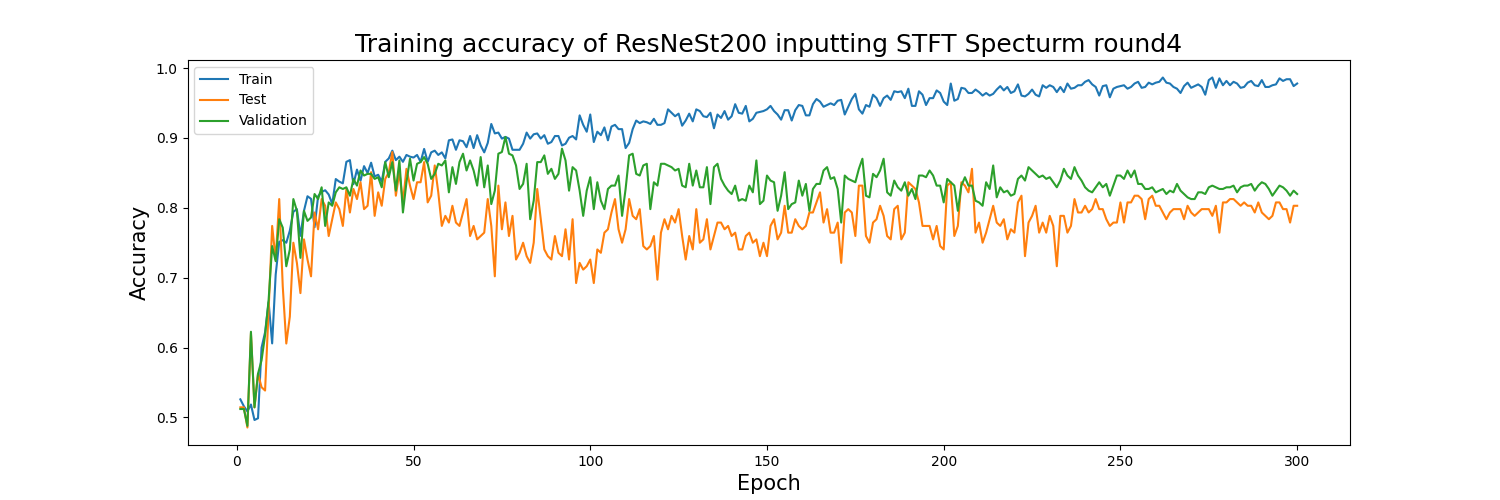 Training accuracy of ResNeSt200 inputting STFT Specturm round4
1.0
0.9
0.8
0.7
0.6
0.5
Accuracy
Train
Test
Validation
0 50 100 150 200 250 300
Epoch